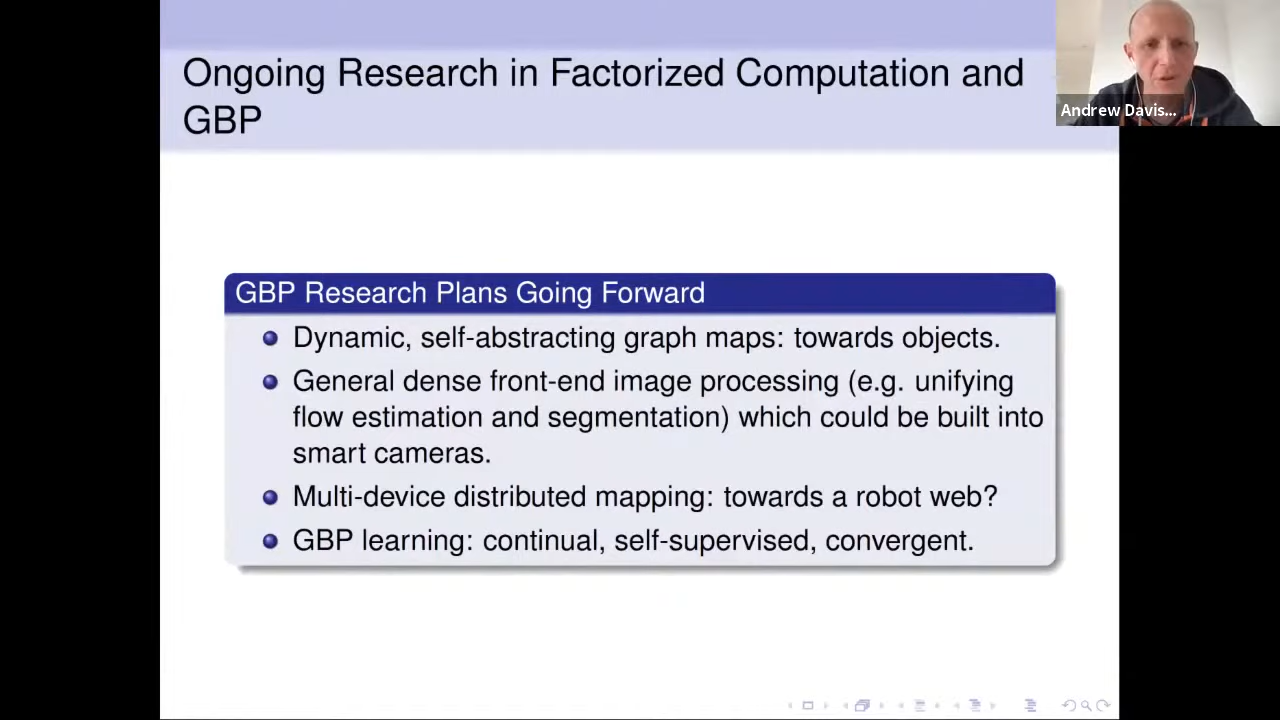 Ongoing Research in Factorized Computation and
GBP
Andrew Davis...
GBP Research Plans Going Forward
Dynamic, self-abstracting graph maps: towards objects.
General dense front-end image processing (e.g. unifying
flow estimation and segmentation) which could be built into
smart cameras.
Multi-device distributed mapping: towards a robot web?
GBP learning: continual, self-supervised, convergent.